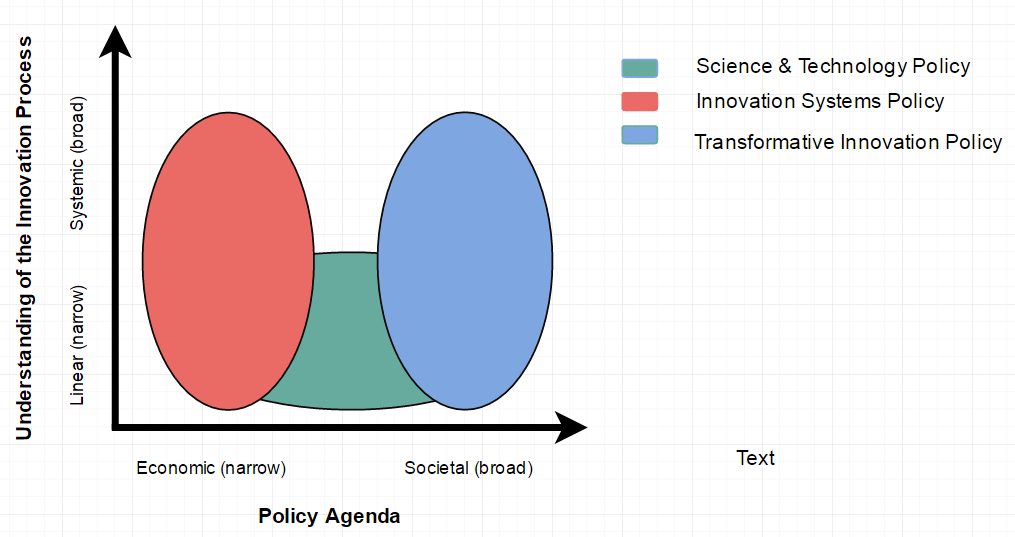 Understanding of the Innovation Process
Systemic (broad)
Linear (narrow)
Science & Technology Policy
Innovation Systems Policy
Transformative Innovation Policy
Text
Economic (narrow)
Societal (broad)
Policy Agenda